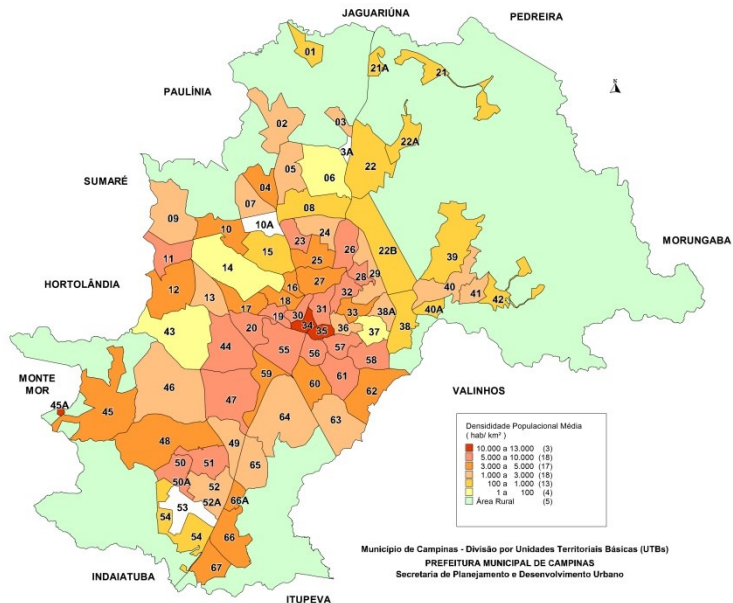 JAGUARIÚNA
PEDREIRA
01
21A
21
N
PAULÍNIA
02
03
22A
3A
22
SUMARÉ
05
06
04
07
08
09
10
10A
24
23
26
22B
39
MORUNGABA
11
15
25
14
29
28
27
HORTOLÂNDIA
12
13
16
32
40
41
42
18
31
17
19
30
33
38A
40A
43
20
34
35
36
37
38
44
55
56
57
58
MONTE
MOR
59
46
60
61
62
45A
45
47
VALINHOS
64
63
48
49
50
51
65
50A
52
52A
66A
53
54
54
66
67
Densididade Populacional Média
( hab/ km² )
10.000 a 13.000 (3)
5.000 a 10.000 (18)
3.000 a 5.000 (17)
1.000 a 3.000 (18)
100 a 1.000 (13)
1 a 100 (4)
Área Rural (5)
Município de Campinas - Divisão por Unidades Territoriais Básicas (UTBs)
PREFEITURA MUNICIPAL DE CAMPINAS
Secretaria de Planejamento e Desenvolvimento Urbano
INDAIATUBA
ITUPEVA